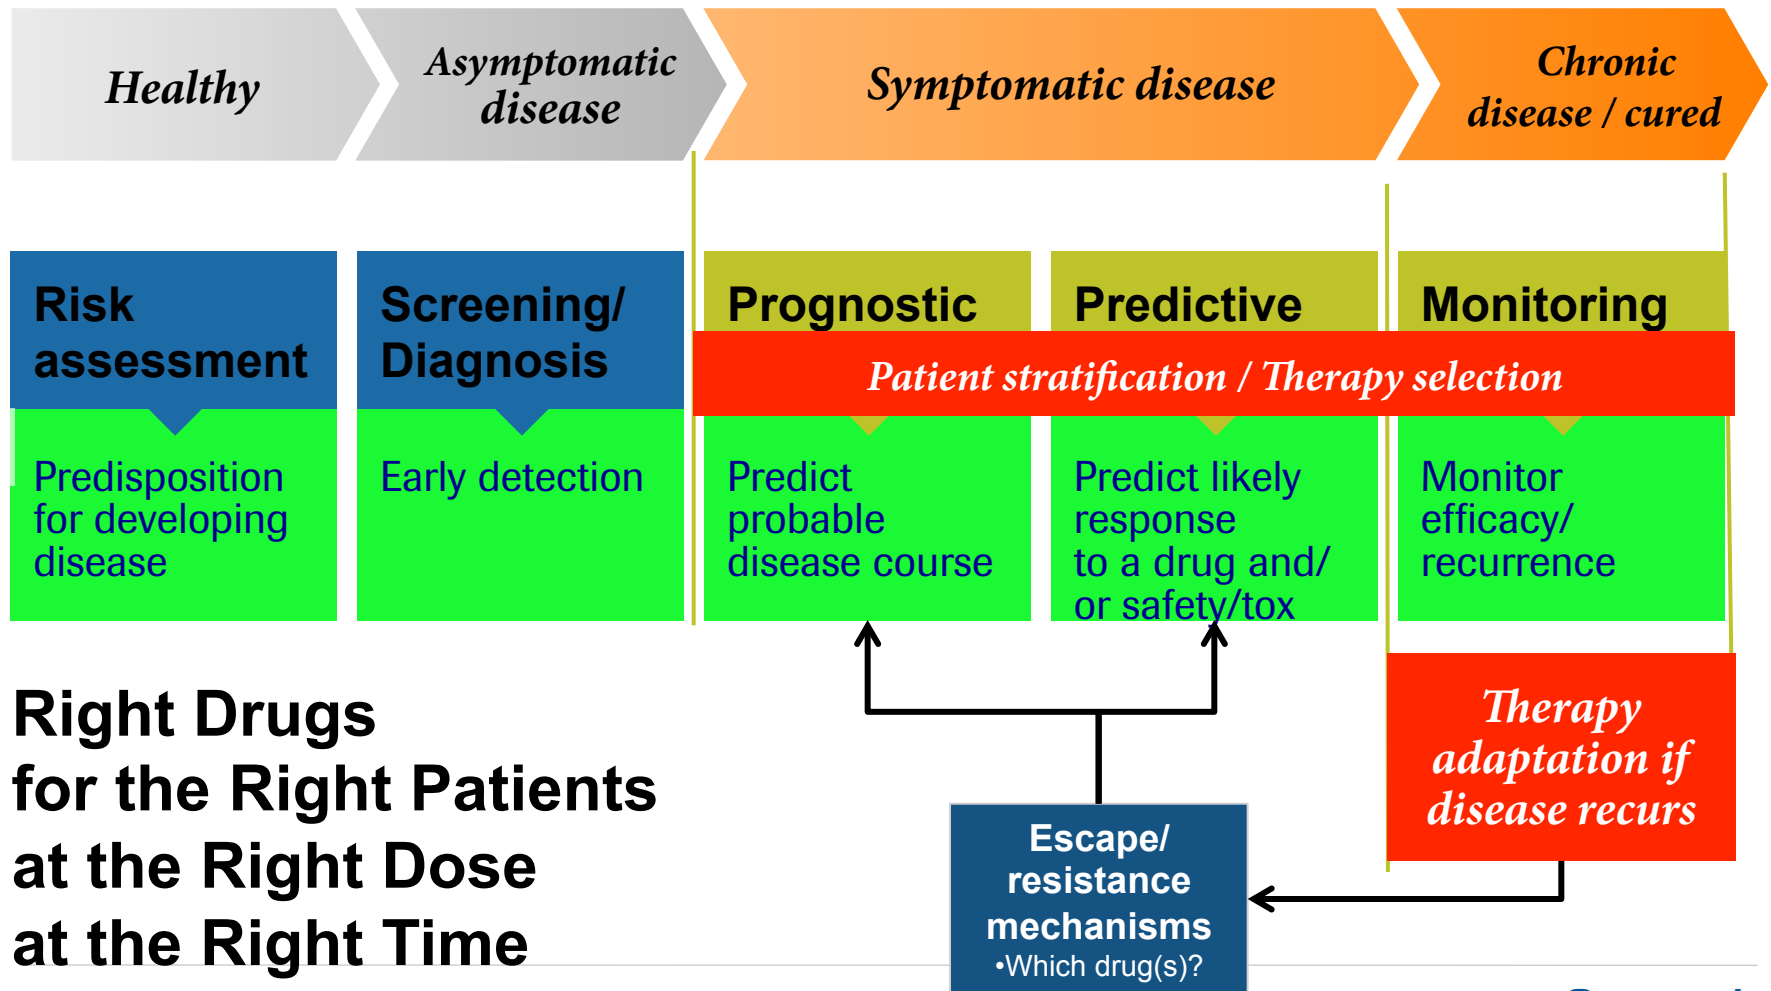 Healthy
Asymptomatic
disease
Symptomatic disease
Chronic
disease / cured
Risk
assessment
Screening/
Diagnosis
Prognostic
Predictive
Monitoring
Patient stratification / Therapy selection
Predisposition
for developing
disease
Early detection
Predict
probable
disease course
Predict likely
response
to a drug and/
or safety/tox
Monitor
efficacy/
recurrence
Right Drugs
for the Right Patients
at the Right Dose
at the Right Time
Therapy
adaptation if
disease recurs
Escape/
resistance
mechanisms
•Which drug(s)?